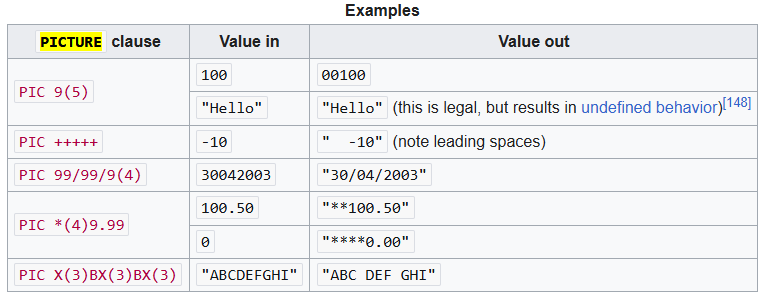 Examples
PICTURE clause Value in Value out
PIC 9(5) 100 00100
"Hello" "Hello" (this is legal, but results in undefined behavior)[148]
PIC +++++ -10 "  -10" (note leading spaces)
PIC 99/99/9(4) 30042003 "30/04/2003"
PIC *(4)9.99 100.50 "**100.50"
0 "****0.00"
PIC X(3)BX(3)BX(3) "ABCDEFGHI" "ABC DEF GHI"